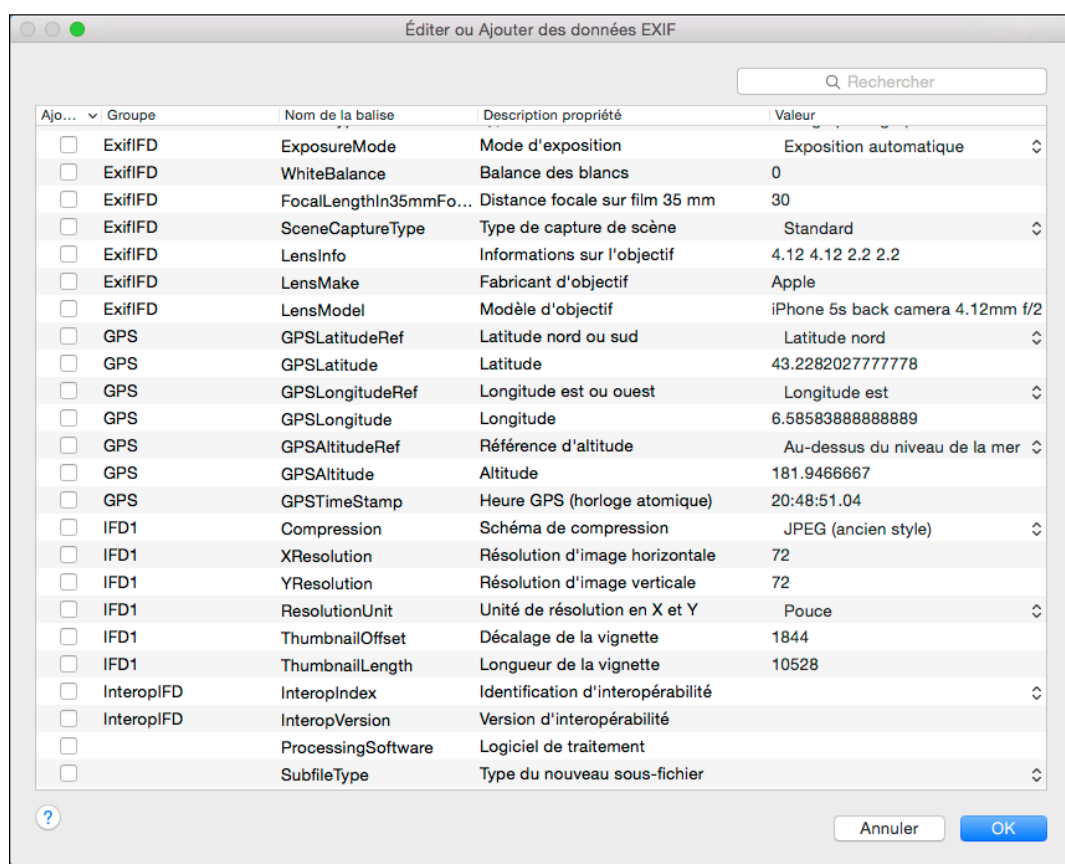 Éditer ou Ajouter des données EXIF
Rechercher
Ajo... Groupe Nom de la balise Description propriété Valeur
ExifIFD ExposureMode Mode d'exposition Exposition automatique
ExifIFD WhiteBalance Balance des blancs 0
ExifIFD FocalLengthIn35mmFo... Distance focale sur film 35 mm 30
ExifIFD SceneCaptureType Type de capture de scène Standard
ExifIFD LensInfo Informations sur l'objectif 4.12 4.12 2.2 2.2
ExifIFD LensMake Fabricant d'objectif Apple
ExifIFD LensModel Modèle d'objectif iPhone 5s back camera 4.12mm f/2
GPS GPSLatitudeRef Latitude nord ou sud Latitude nord
GPS GPSLatitude Latitude 43.2282027777778
GPS GPSLongitudeRef Longitude est ou ouest Longitude est
GPS GPSLongitude Longitude 6.58583888888889
GPS GPSAltitudeRef Référence d'altitude Au-dessus du niveau de la mer
GPS GPSAltitude Altitude 181.9466667
GPS GPSTimeStamp Heure GPS (horloge atomique) 20:48:51.04
IFD1 Compression Schéma de compression JPEG (ancien style)
IFD1 XResolution Résolution d'image horizontale 72
IFD1 YResolution Résolution d'image verticale 72
IFD1 ResolutionUnit Unité de résolution en X et Y Pouce
IFD1 ThumbnailOffset Décalage de la vignette 1844
IFD1 ThumbnailLength Longueur de la vignette 10528
InteropIFD InteropIndex Identification d'interopérabilité
InteropIFD InteropVersion Version d'interopérabilité
ProcessingSoftware Logiciel de traitement
SubfileType Type du nouveau sous-fichier
?
Annuler OK